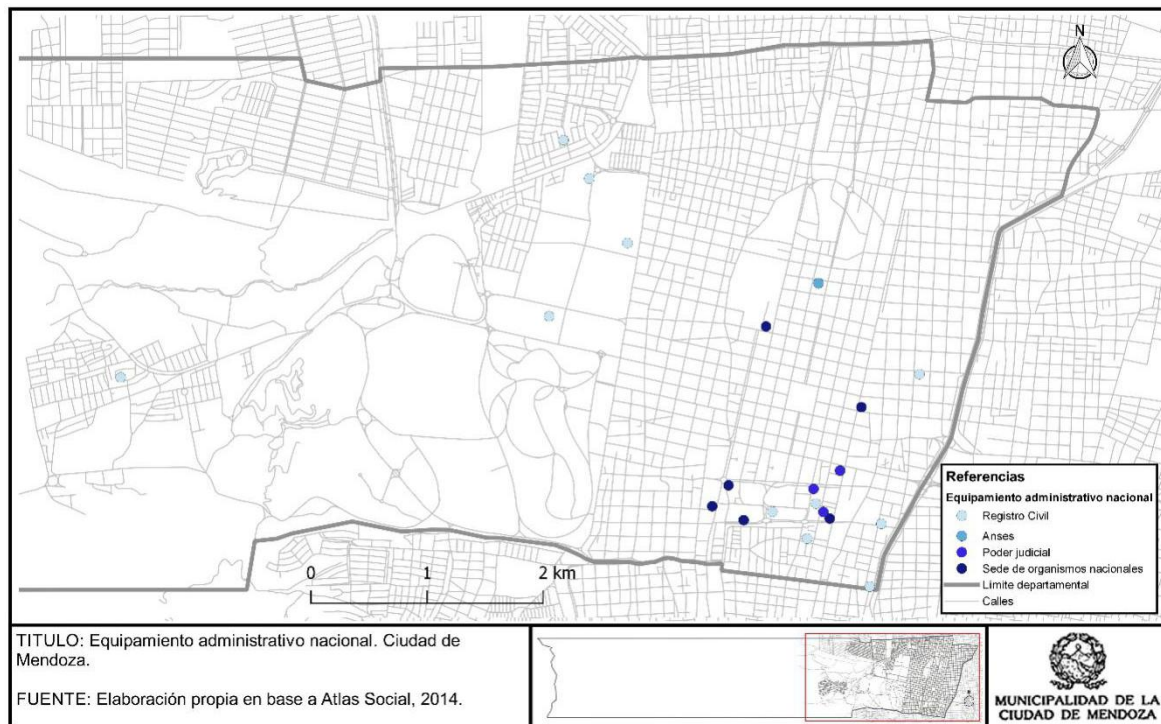 N
Referencias
Equipamiento administrativo nacional
Registro Civil
Anses
Poder judicial
Sede de organismos nacionales
Límite departamental
Calles
0 1 2 km
TITULO: Equipamiento administrativo nacional. Ciudad de
Mendoza.
FUENTE: Elaboración propia en base a Atlas Social, 2014.
MUNICIPALIDAD DE LA
CIUDAD DE MENDOZA